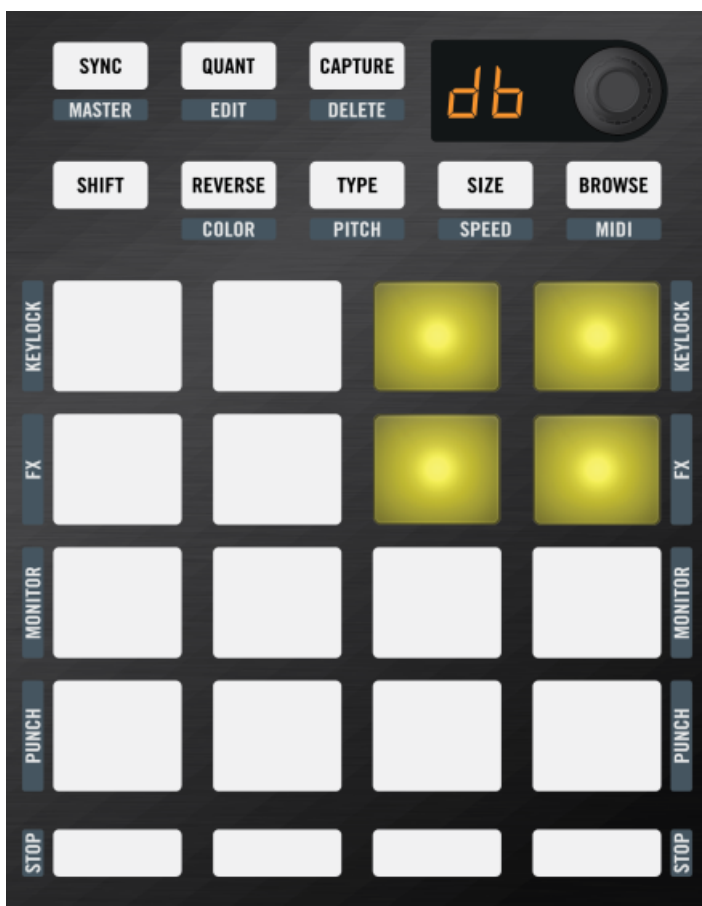 SYNC QUANT CAPTURE db
MASTER EDIT DELETE
SHIFT REVERSE TYPE SIZE BROWSE
COLOR PITCH SPEED MIDI
KEYLOCK KEYLOCK
FX FX
MONITOR MONITOR
PUNCH PUNCH
STOP STOP